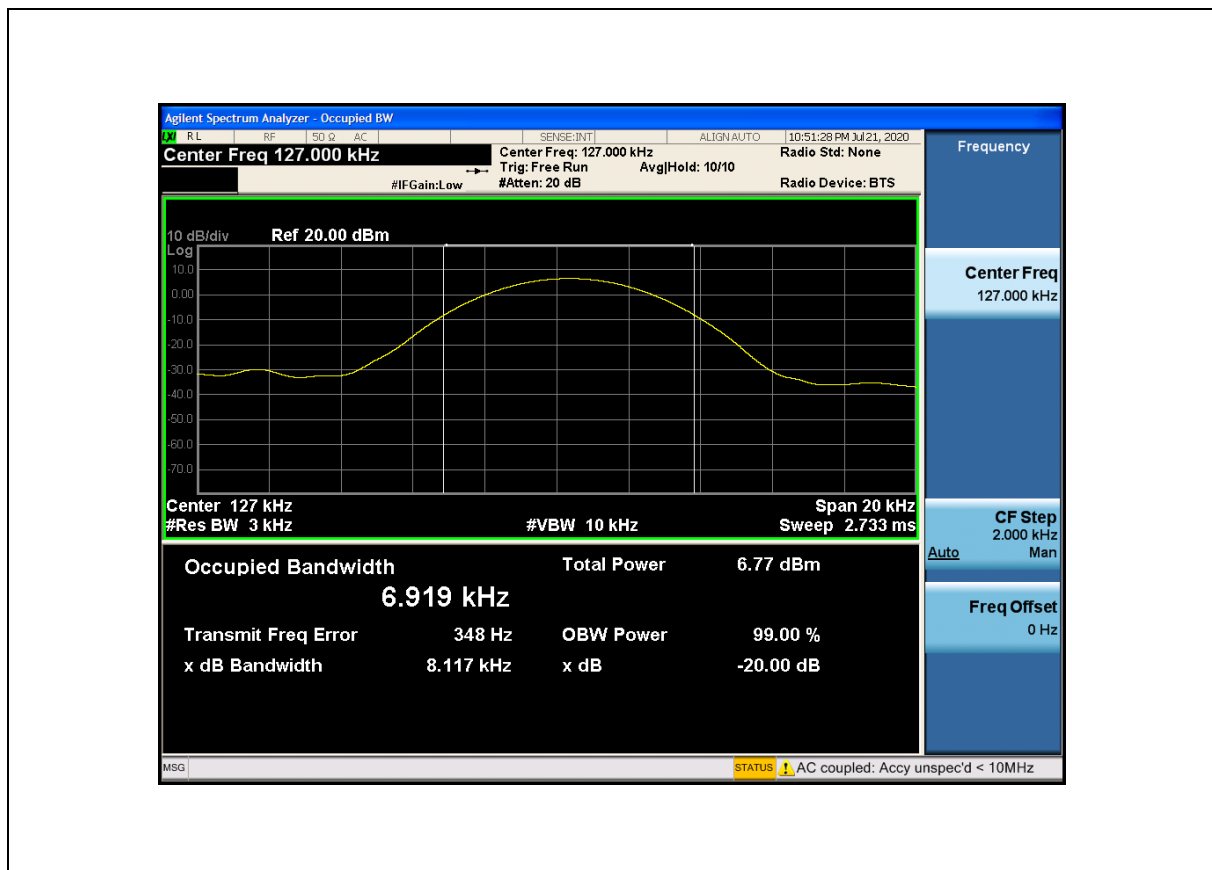 Agilent Spectrum Analyzer - Occupied BW
LXI RL RF 50 Ω AC SENSE:INT ALIGN AUTO 10:51:28 PM Jul 21, 2020
Center Freq 127.000 kHz
Center Freq: 127.000 kHz
Radio Std: None
Trig: Free Run Avg|Hold: 10/10
#IFGain:Low
#Atten: 20 dB
Radio Device: BTS
10 dB/div Ref 20.00 dBm
Log
10.0
0.00
-10.0
-20.0
-30.0
-40.0
-50.0
-60.0
-70.0
Center 127 kHz Span 20 kHz
#Res BW 3 kHz #VBW 10 kHz Sweep 2.733 ms
Occupied Bandwidth Total Power 6.77 dBm
6.919 kHz
Transmit Freq Error 348 Hz OBW Power 99.00 %
x dB Bandwidth 8.117 kHz x dB -20.00 dB
Frequency
Center Freq
127.000 kHz
CF Step
2.000 kHz
Auto Man
Freq Offset
0 Hz
MSG STATUS AC coupled: Accy unspec'd < 10MHz